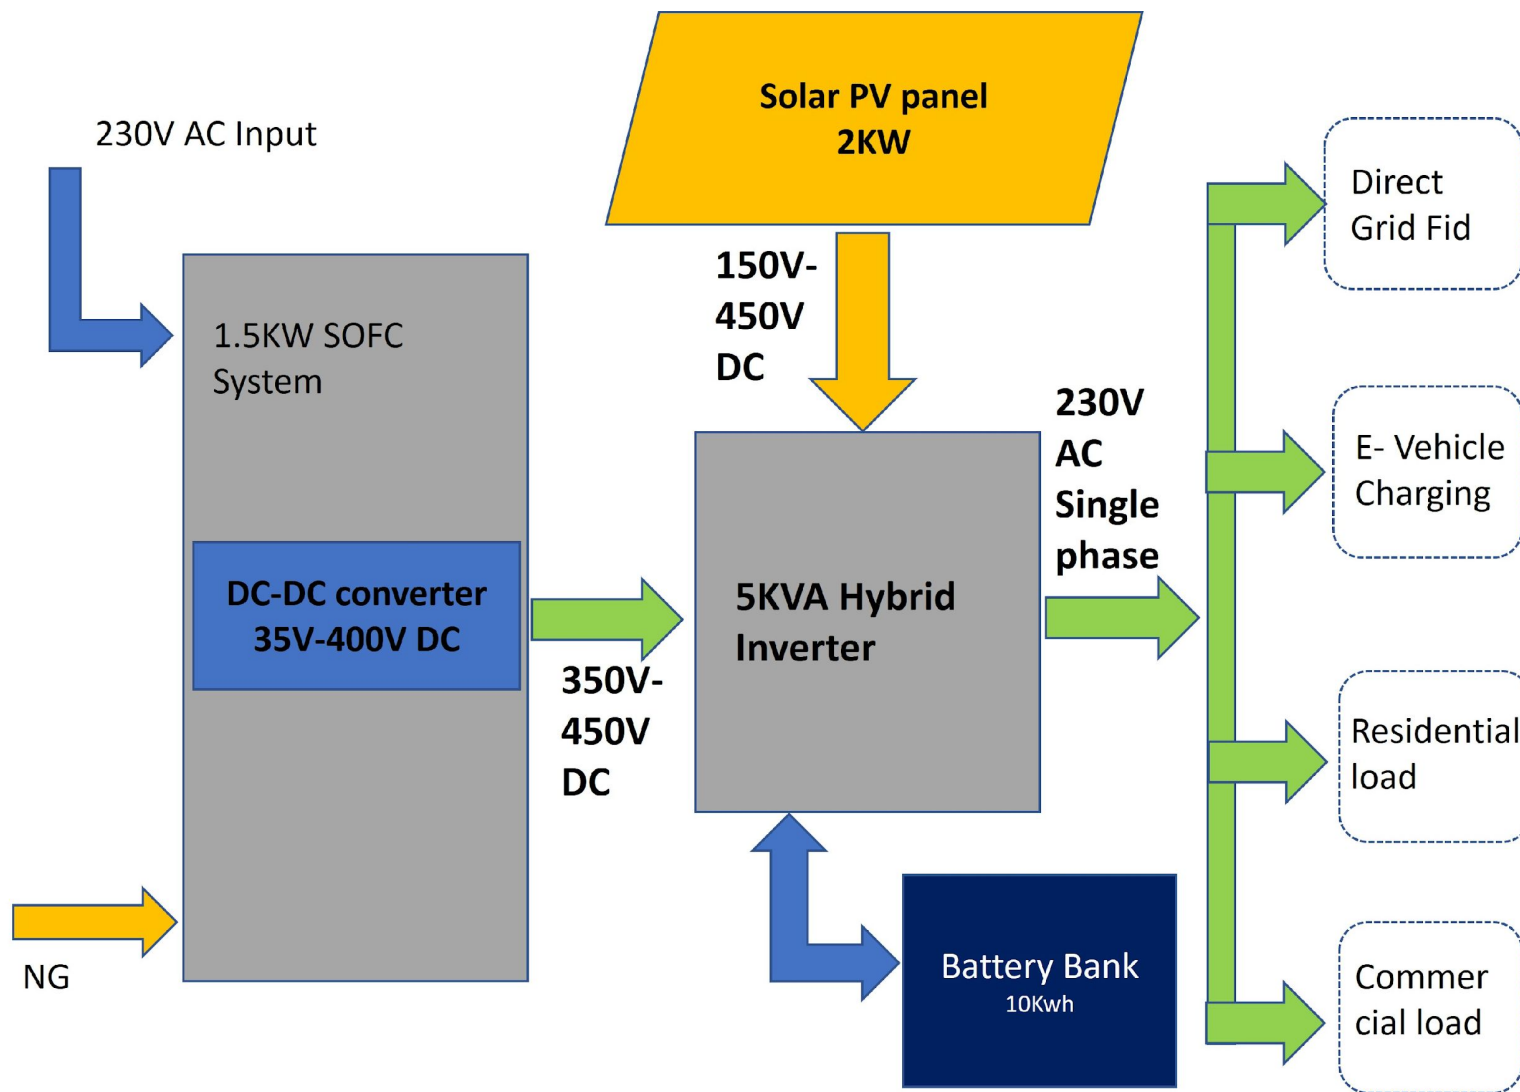 Solar PV panel
2KW
230V AC Input
1.5KW SOFC
System
DC-DC converter
35V-400V DC
NG
350V-
450V
DC
150V-
450V
DC
5KVA Hybrid
Inverter
Battery Bank
10Kwh
230V
AC
Single
phase
Direct
Grid Fid
E- Vehicle
Charging
Residential
load
Commer
cial load